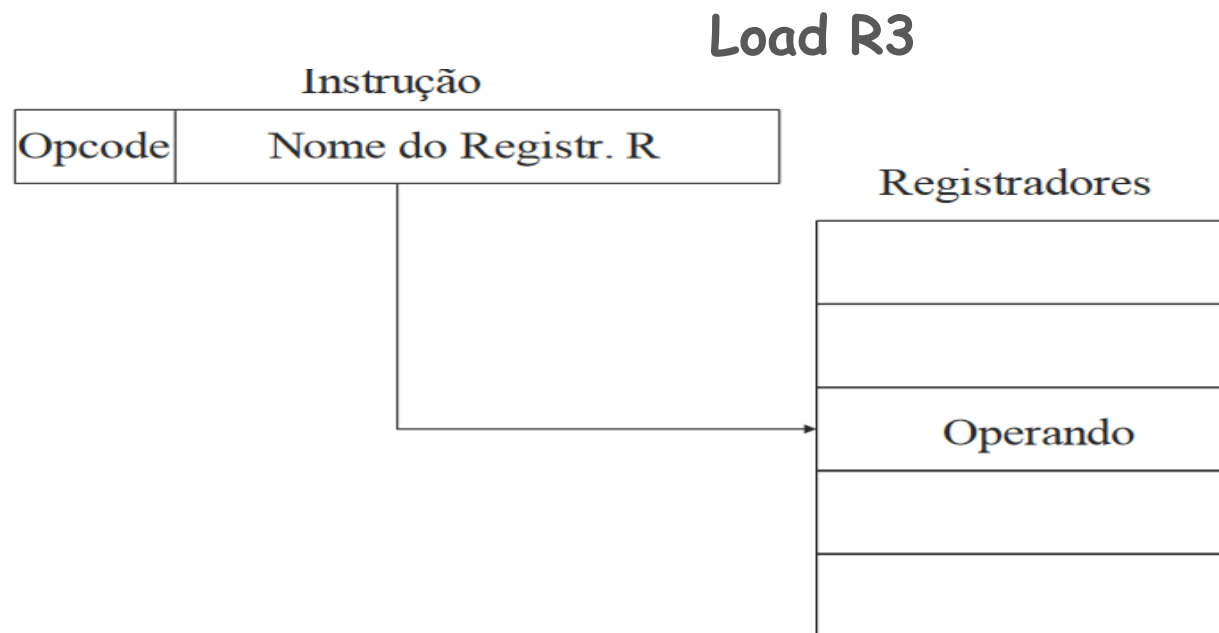 Load R3
Instrução
Opcode Nome do Registr. R
Registradores
Operando